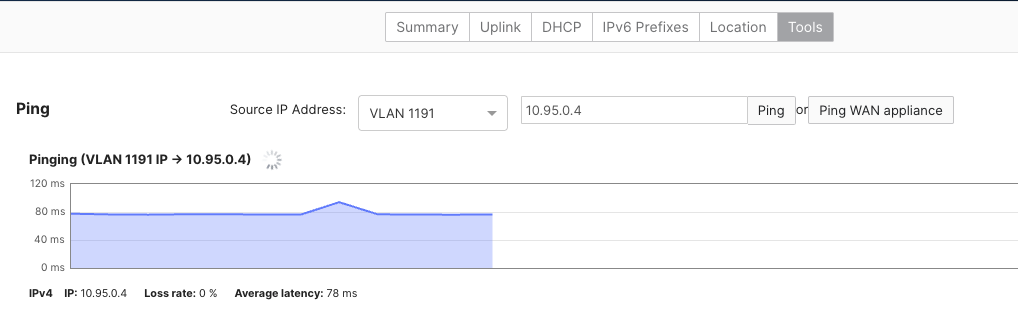 Summary Uplink DHCP IPv6 Prefixes Location Tools
Ping Source IP Address: VLAN 1191 10.95.0.4 Ping or Ping WAN appliance
Pinging (VLAN 1191 IP → 10.95.0.4)
120 ms
80 ms
40 ms
0 ms
IPv4 IP: 10.95.0.4 Loss rate: 0 % Average latency: 78 ms